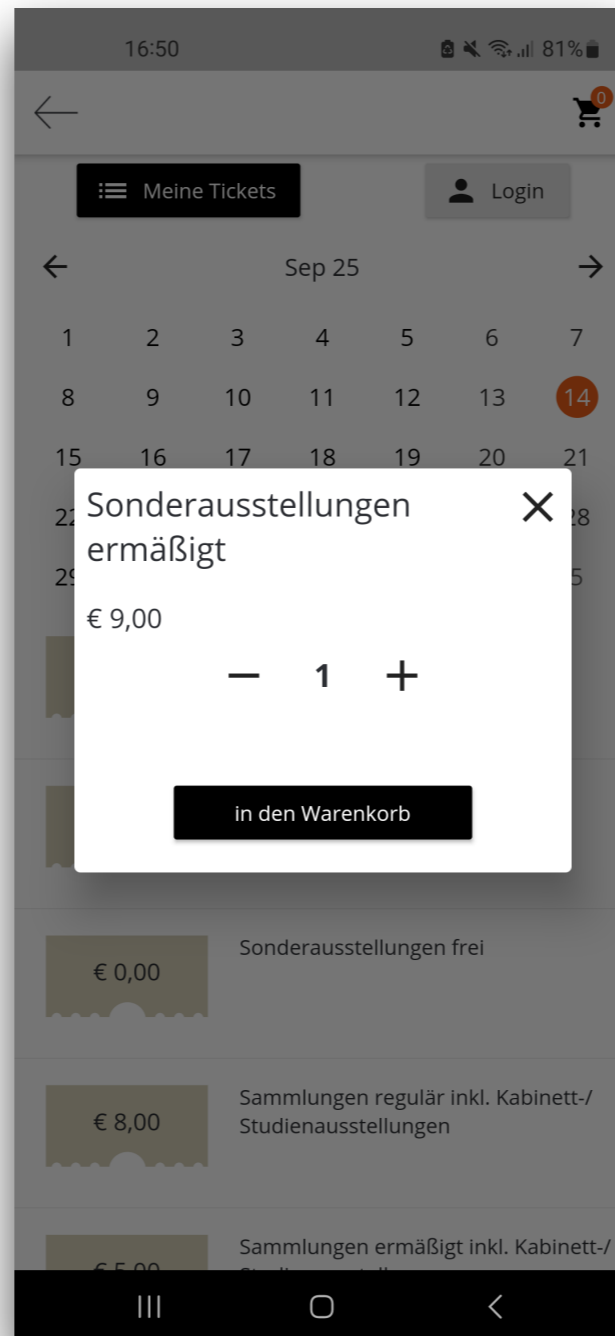 16:50 81%
0
Meine Tickets Login
Sep 25
1 2 3 4 5 6 7
8 9 10 11 12 13 14
15 16 17 18 19 20 21
Sonderausstellungen
ermäßigt
€ 9,00
1
in den Warenkorb
Sonderausstellungen frei
€ 0,00
Sammlungen regulär inkl. Kabinett-/
Studienausstellungen
€ 8,00
Sammlungen ermäßigt inkl. Kabinett-/